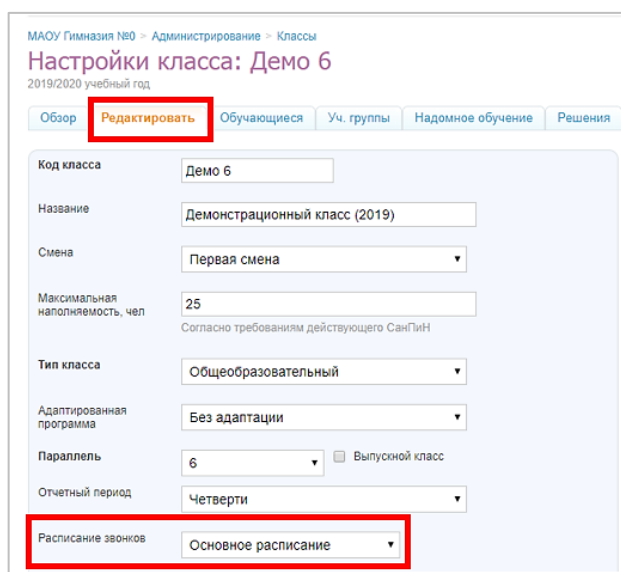 МАОУ Гимназия №0 > Администрирование > Классы
Настройки класса: Демо 6
2019/2020 учебный год
Обзор Редактировать Обучающиеся Уч. группы Надомное обучение Решения
Код класса Демо 6
Название Демонстрационный класс (2019)
Смена Первая смена
Максимальная
наполняемость, чел 25
Согласно требованиям действующего СанПиН
Тип класса Общеобразовательный
Адаптированная
программа Без адаптации
Параллель 6 Выпускной класс
Отчетный период Четверти
Расписание звонков Основное расписание